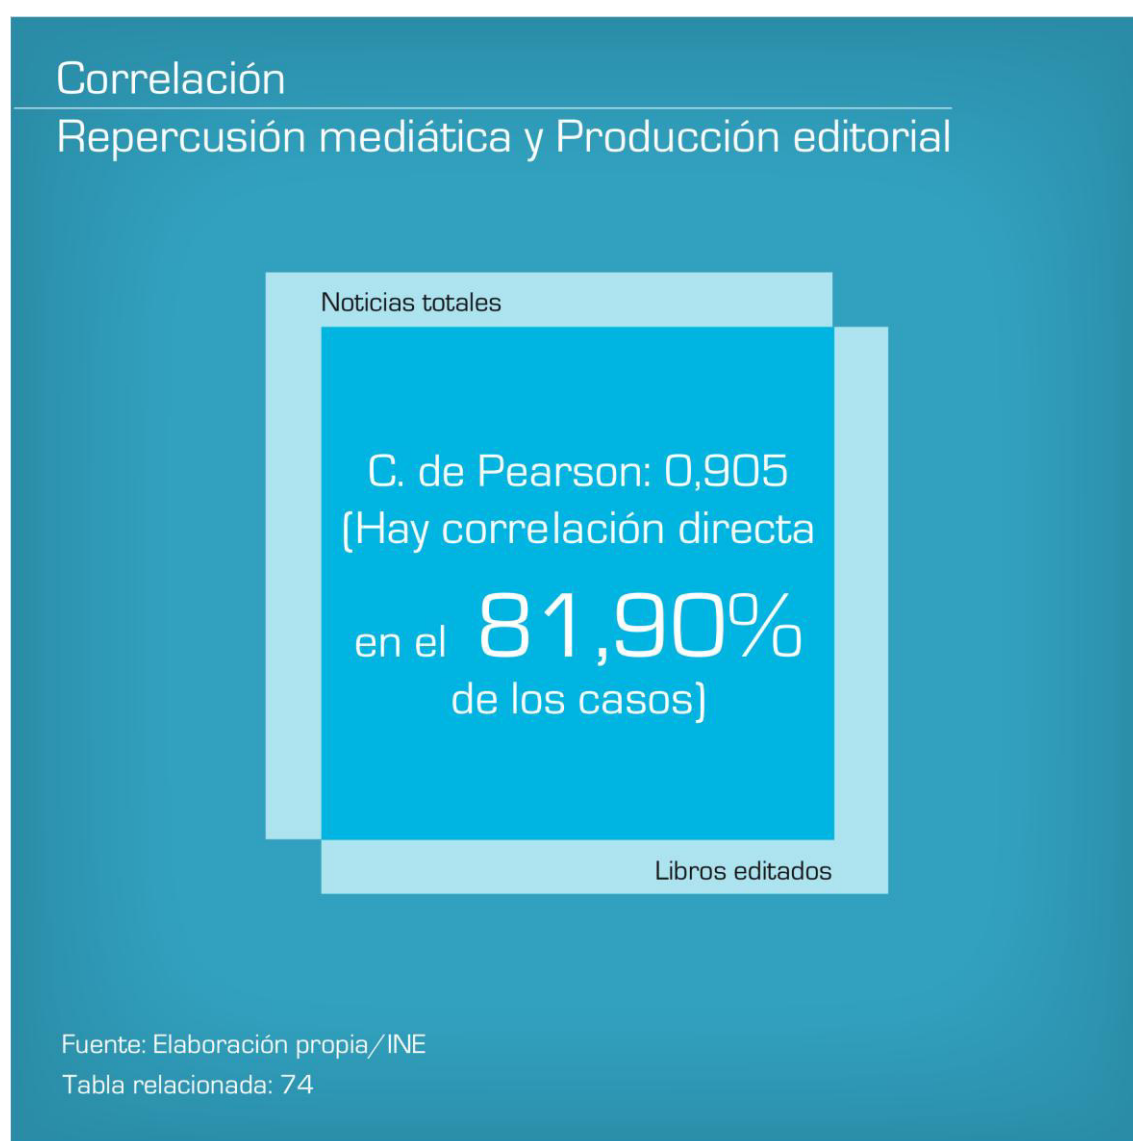 Correlación
Repercusión mediática y Producción editorial
Noticias totales
C. de Pearson: 0,905
(Hay correlación directa
en el 81,90%
de los casos)
Libros editados
Fuente: Elaboración propia/INE
Tabla relacionada: 74